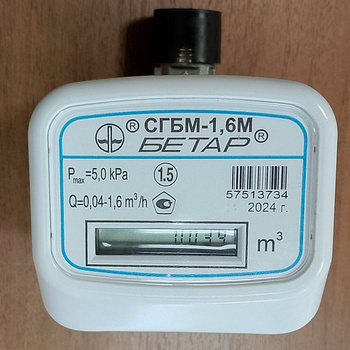 ® СГБМ-1,6М
БЕТАР ®
Pmax=5,0 kPa
1.5
57513734
Q=0,04-1,6 m³/h
2024 г.
m³